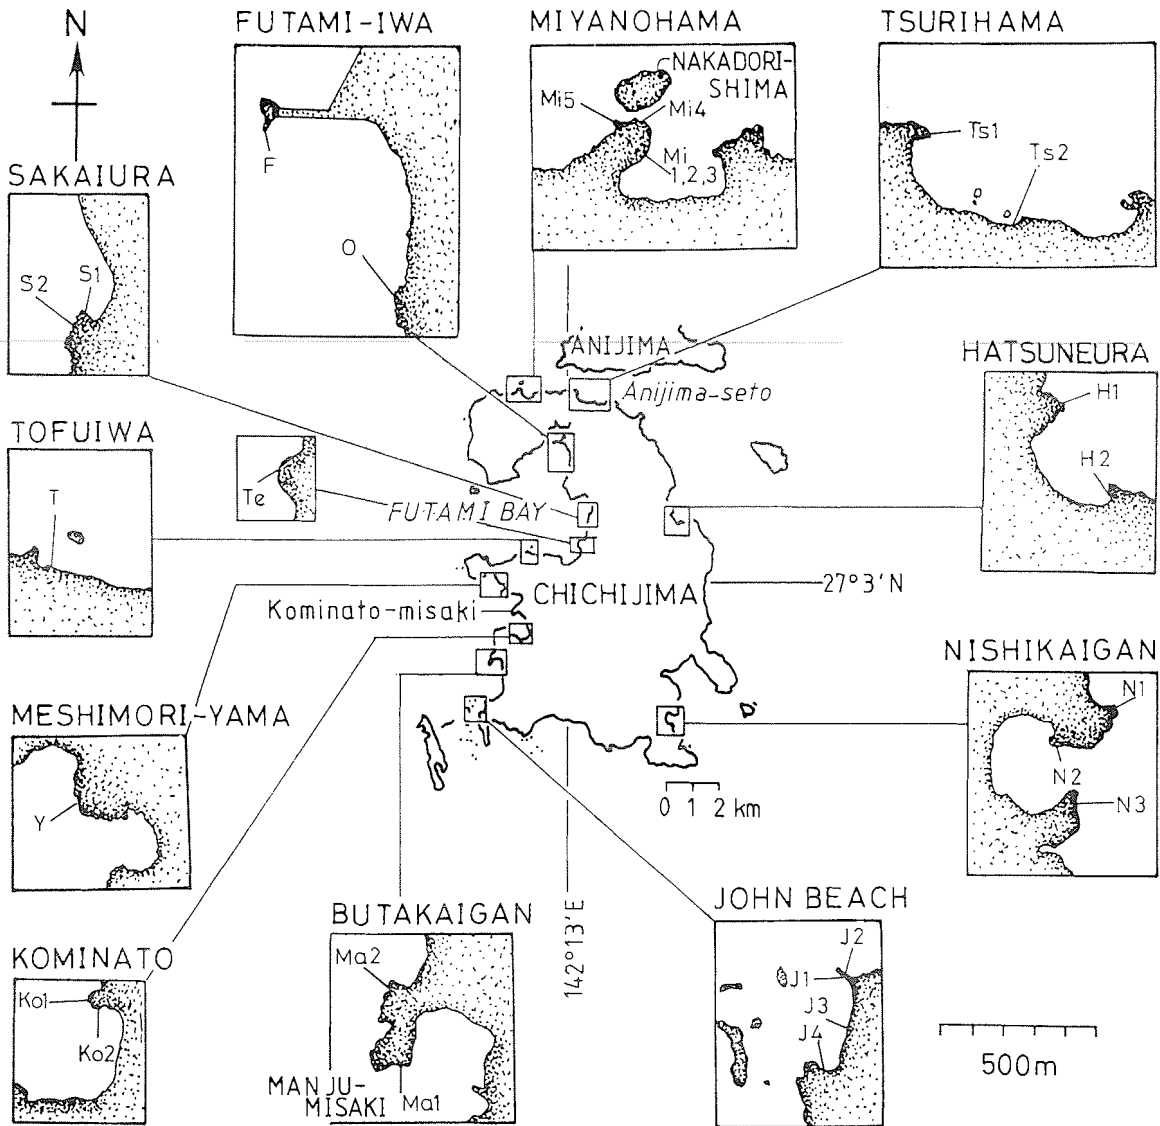 N
FUTAMI-IWA
MIYANOHAMA
TSURIHAMA
NAKADORI-
SHIMA
Mi5
Mi4
Mi
1,2,3
Ts1
Ts2
F
O
SAKAIURA
S2
S1
ANIJIMA
Anijima-seto
HATSUNEURA
H1
H2
TOFUIWA
T
Te
FUTAMI BAY
CHICHIJIMA
27°3'N
Kominato-misaki
NISHIKAIGAN
N1
N2
N3
MESHIMORI-YAMA
Y
0 1 2 km
142°13'E
BUTAKAIGAN
Ma2
MANJU-
MISAKI
Ma1
JOHN BEACH
J2
J1
J3
J4
KOMINATO
Ko1
Ko2
500m